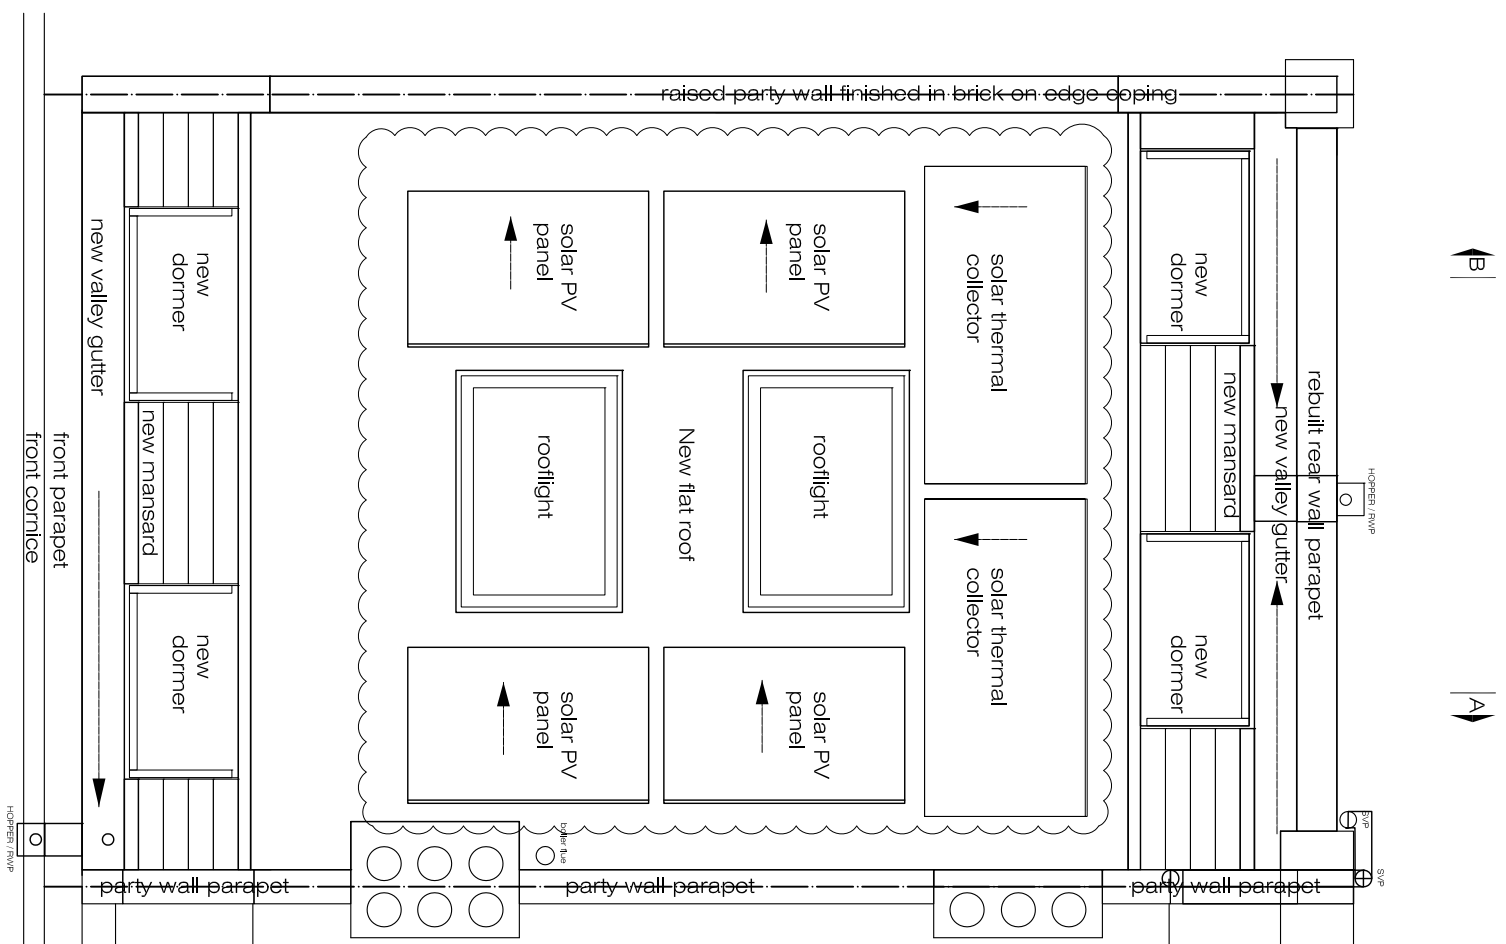 raised party wall finished in brick on edge coping
new valley gutter
new
dormer
new mansard
new
dormer
front parapet
front cornice
HOPPER / RWP
solar PV
panel
solar PV
panel
solar thermal
collector
rooflight
New flat roof
rooflight
solar PV
panel
solar PV
panel
solar thermal
collector
boiler flue
new
dormer
new mansard
new
dormer
new valley gutter
rebuilt rear wall parapet
HOPPER / RWP
B
A
SVP
SVP
party wall parapet
party wall parapet
party wall parapet